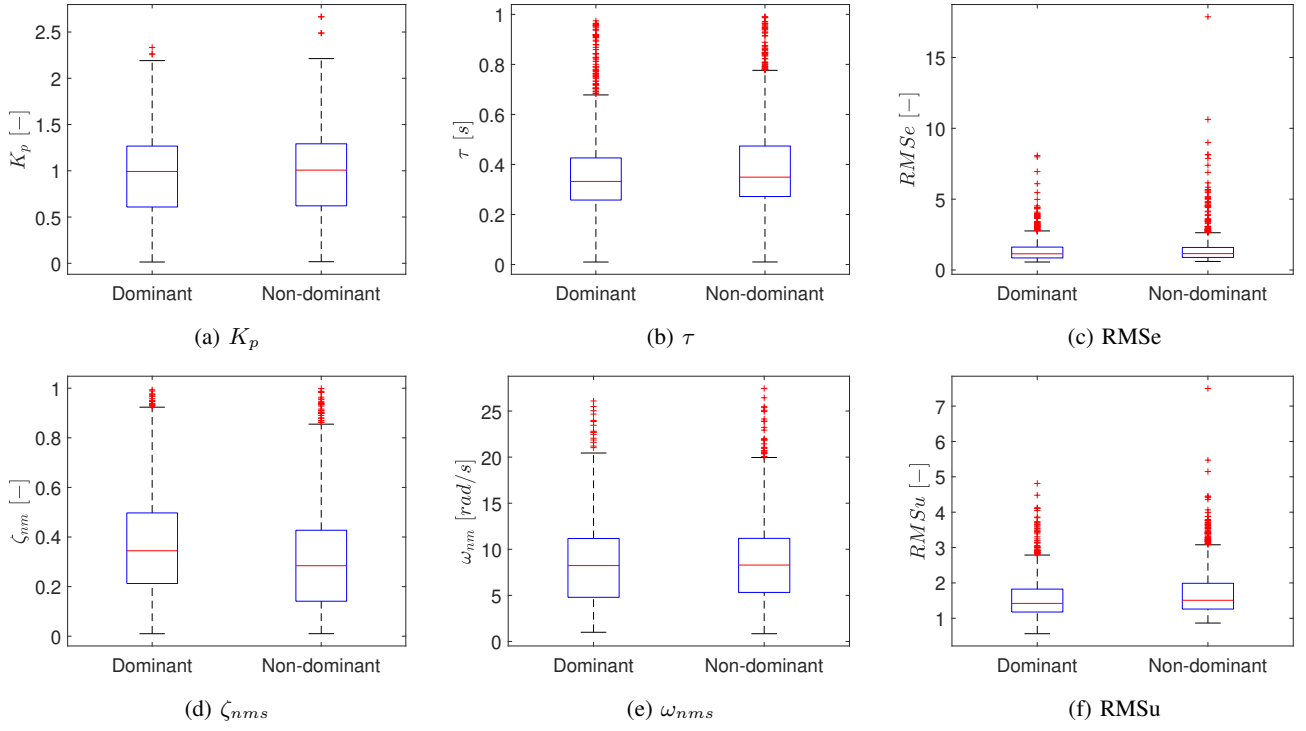 2.5
2
1.5
1
0.5
0
K_p [−]
Dominant
Non-dominant
(a) K_p
1
0.8
0.6
0.4
0.2
0
τ [s]
Dominant
Non-dominant
(b) τ
15
10
5
0
RMSe [−]
Dominant
Non-dominant
(c) RMSe
1
0.8
0.6
0.4
0.2
0
ζ_nm [−]
Dominant
Non-dominant
(d) ζ_nms
25
20
15
10
5
0
ω_nm [rad/s]
Dominant
Non-dominant
(e) ω_nms
7
6
5
4
3
2
1
RMSu [−]
Dominant
Non-dominant
(f) RMSu